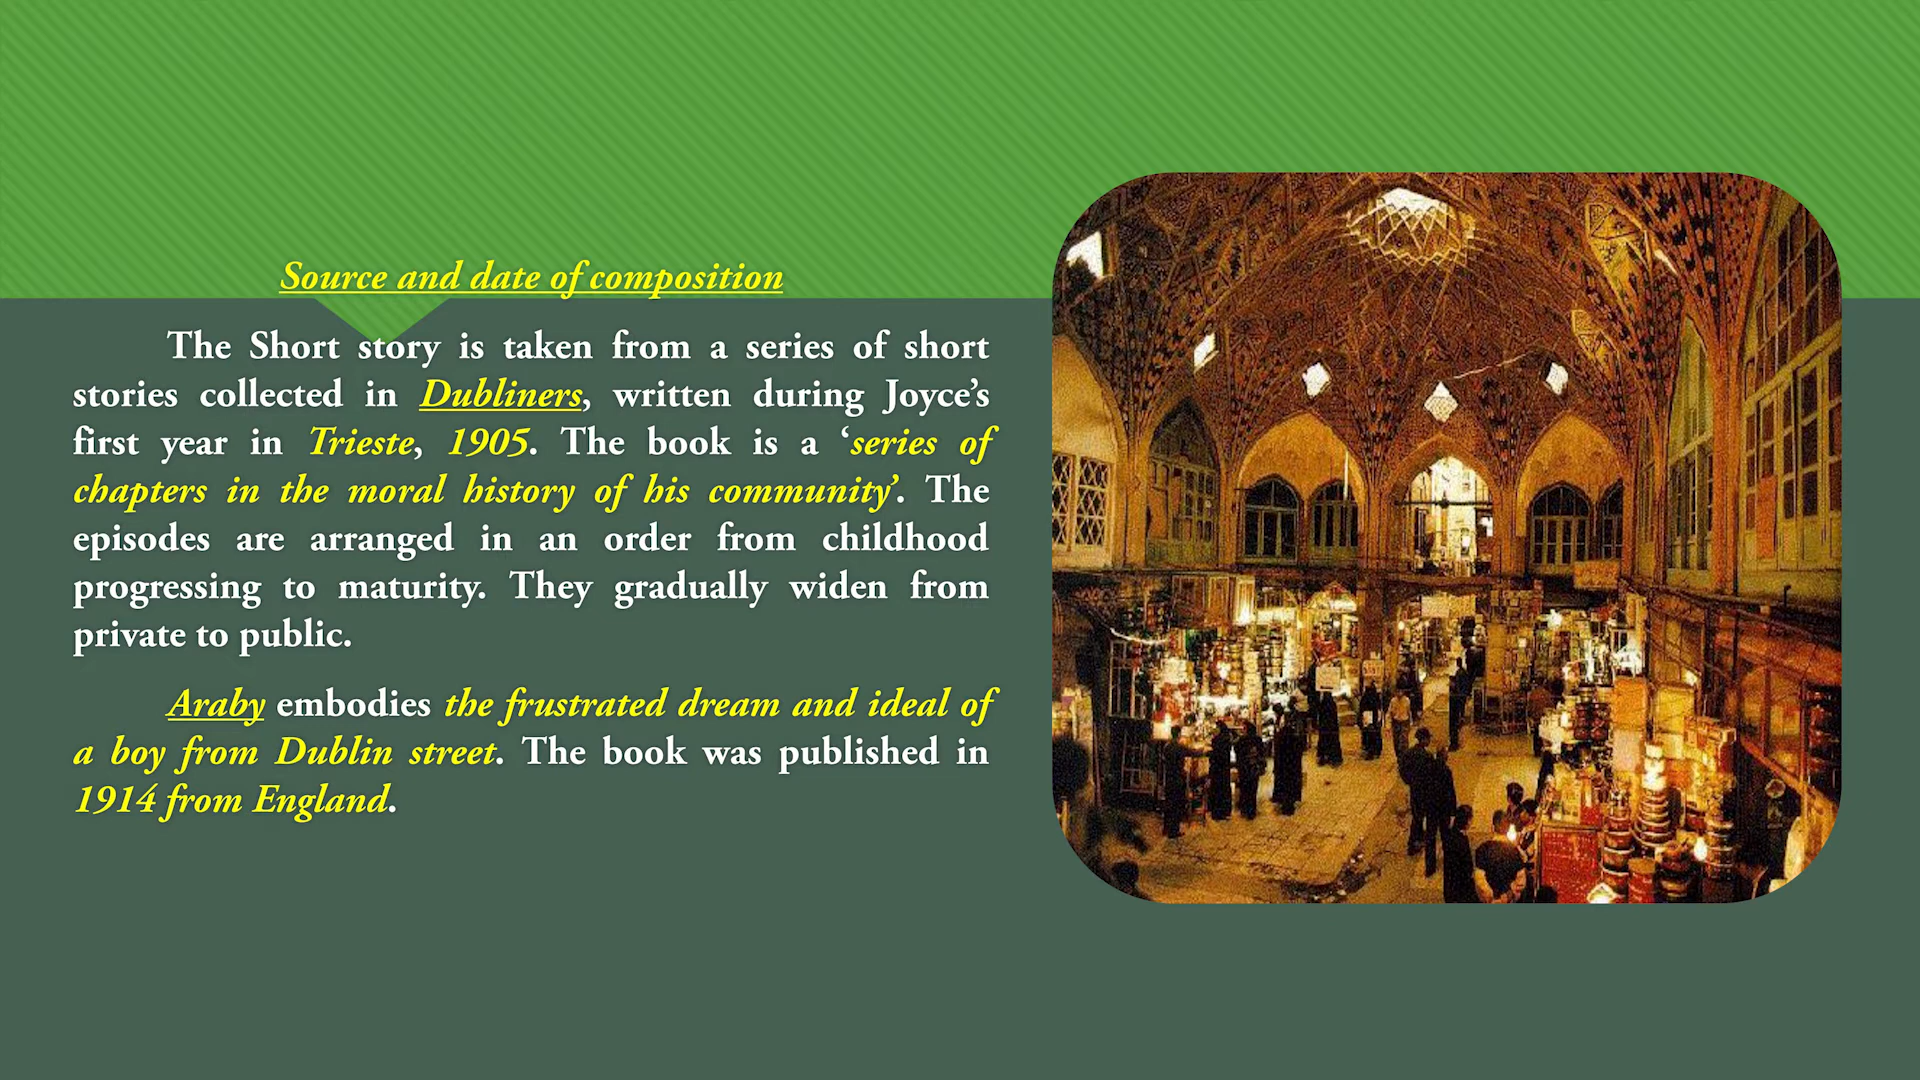 Source and date of composition
The Short story is taken from a series of short
stories collected in Dubliners, written during Joyce’s
first year in Trieste, 1905. The book is a ‘series of
chapters in the moral history of his community’. The
episodes are arranged in an order from childhood
progressing to maturity. They gradually widen from
private to public.
Araby embodies the frustrated dream and ideal of
a boy from Dublin street. The book was published in
1914 from England.